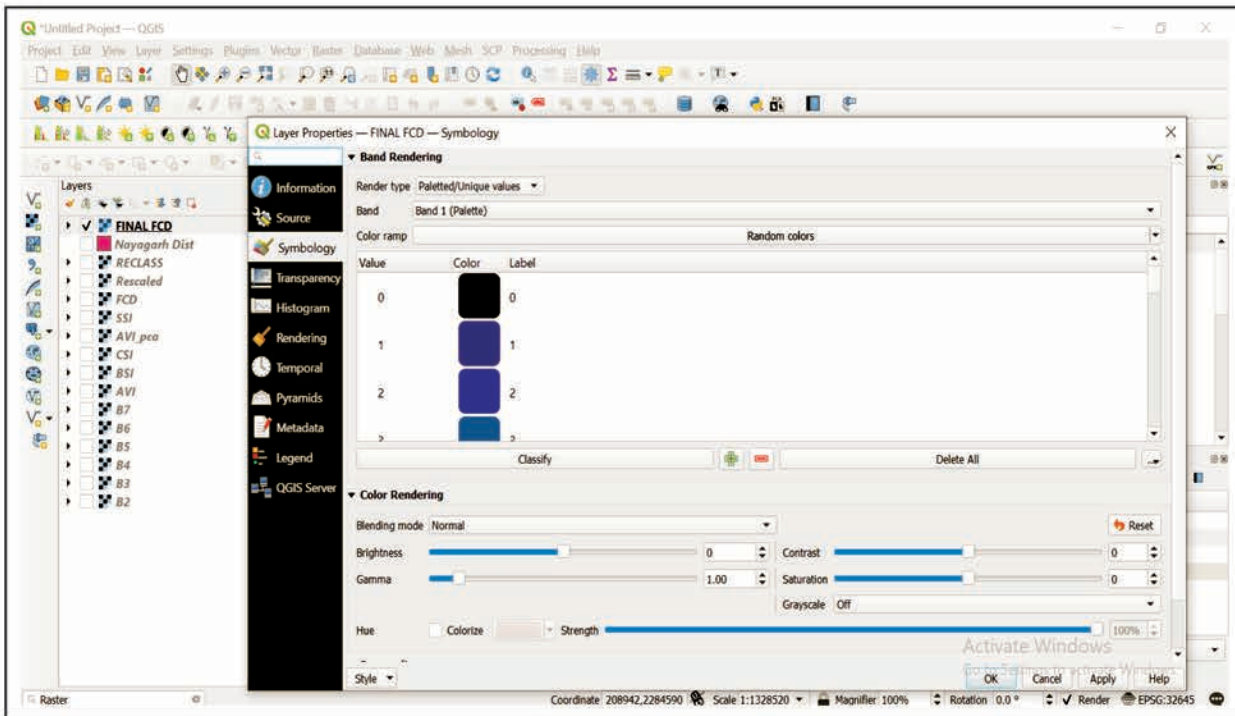 *Untitled Project — QGIS
Project Edit View Layer Settings Plugins Vector Raster Database Web Mesh SCP Processing Help
Layer Properties — FINAL FCD — Symbology
Layers
FINAL FCD
Nayagarh Dist
RECLASS
Rescaled
FCD
SSI
AVI_pca
CSI
BSI
AVI
B7
B6
B5
B4
B3
B2
Information
Source
Symbology
Transparency
Histogram
Rendering
Temporal
Pyramids
Metadata
Legend
QGIS Server
Band Rendering
Render type Paletted/Unique values
Band Band 1 (Palette)
Color ramp Random colors
Value Color Label
0 0
1 1
2 2
Classify Delete All
Color Rendering
Blending mode Normal Reset
Brightness 0 Contrast 0
Gamma 1.00 Saturation 0
Grayscale Off
Hue Colorize Strength 100%
Activate Windows
Go to Settings to activate Windows.
Style OK Cancel Apply Help
Raster Coordinate 208942,2284590 Scale 1:1328520 Magnifier 100% Rotation 0.0 ° Render EPSG:32645